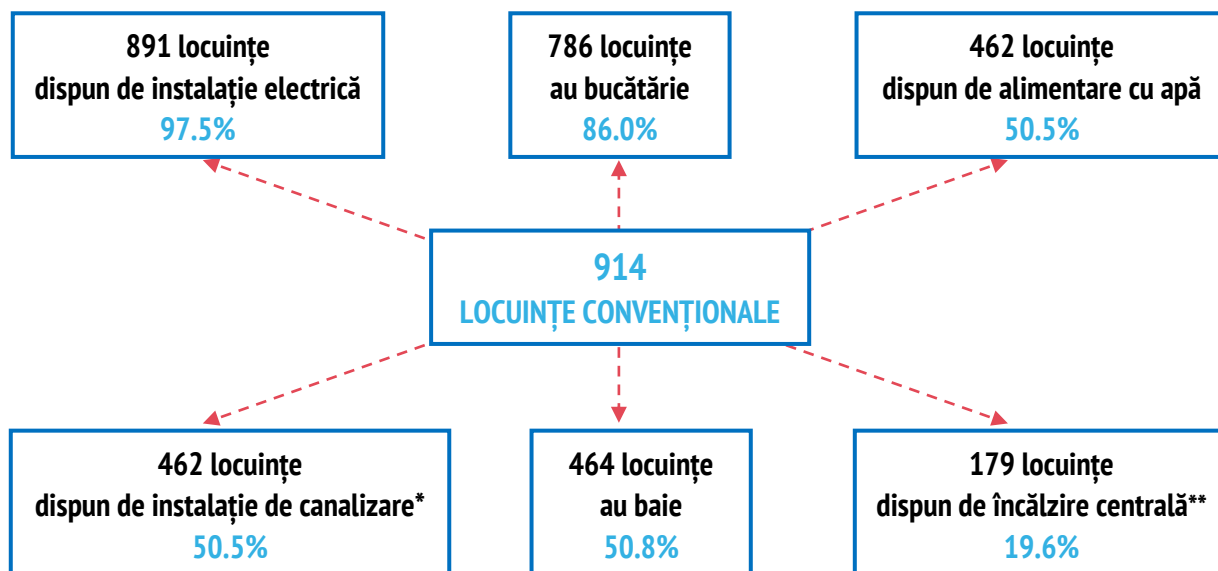 891 locuințe
dispun de instalație electrică
97.5%
786 locuințe
au bucătărie
86.0%
462 locuințe
dispun de alimentare cu apă
50.5%
914
LOCUINȚE CONVENȚIONALE
462 locuințe
dispun de instalație de canalizare*
50.5%
464 locuințe
au baie
50.8%
179 locuințe
dispun de încălzire centrală**
19.6%